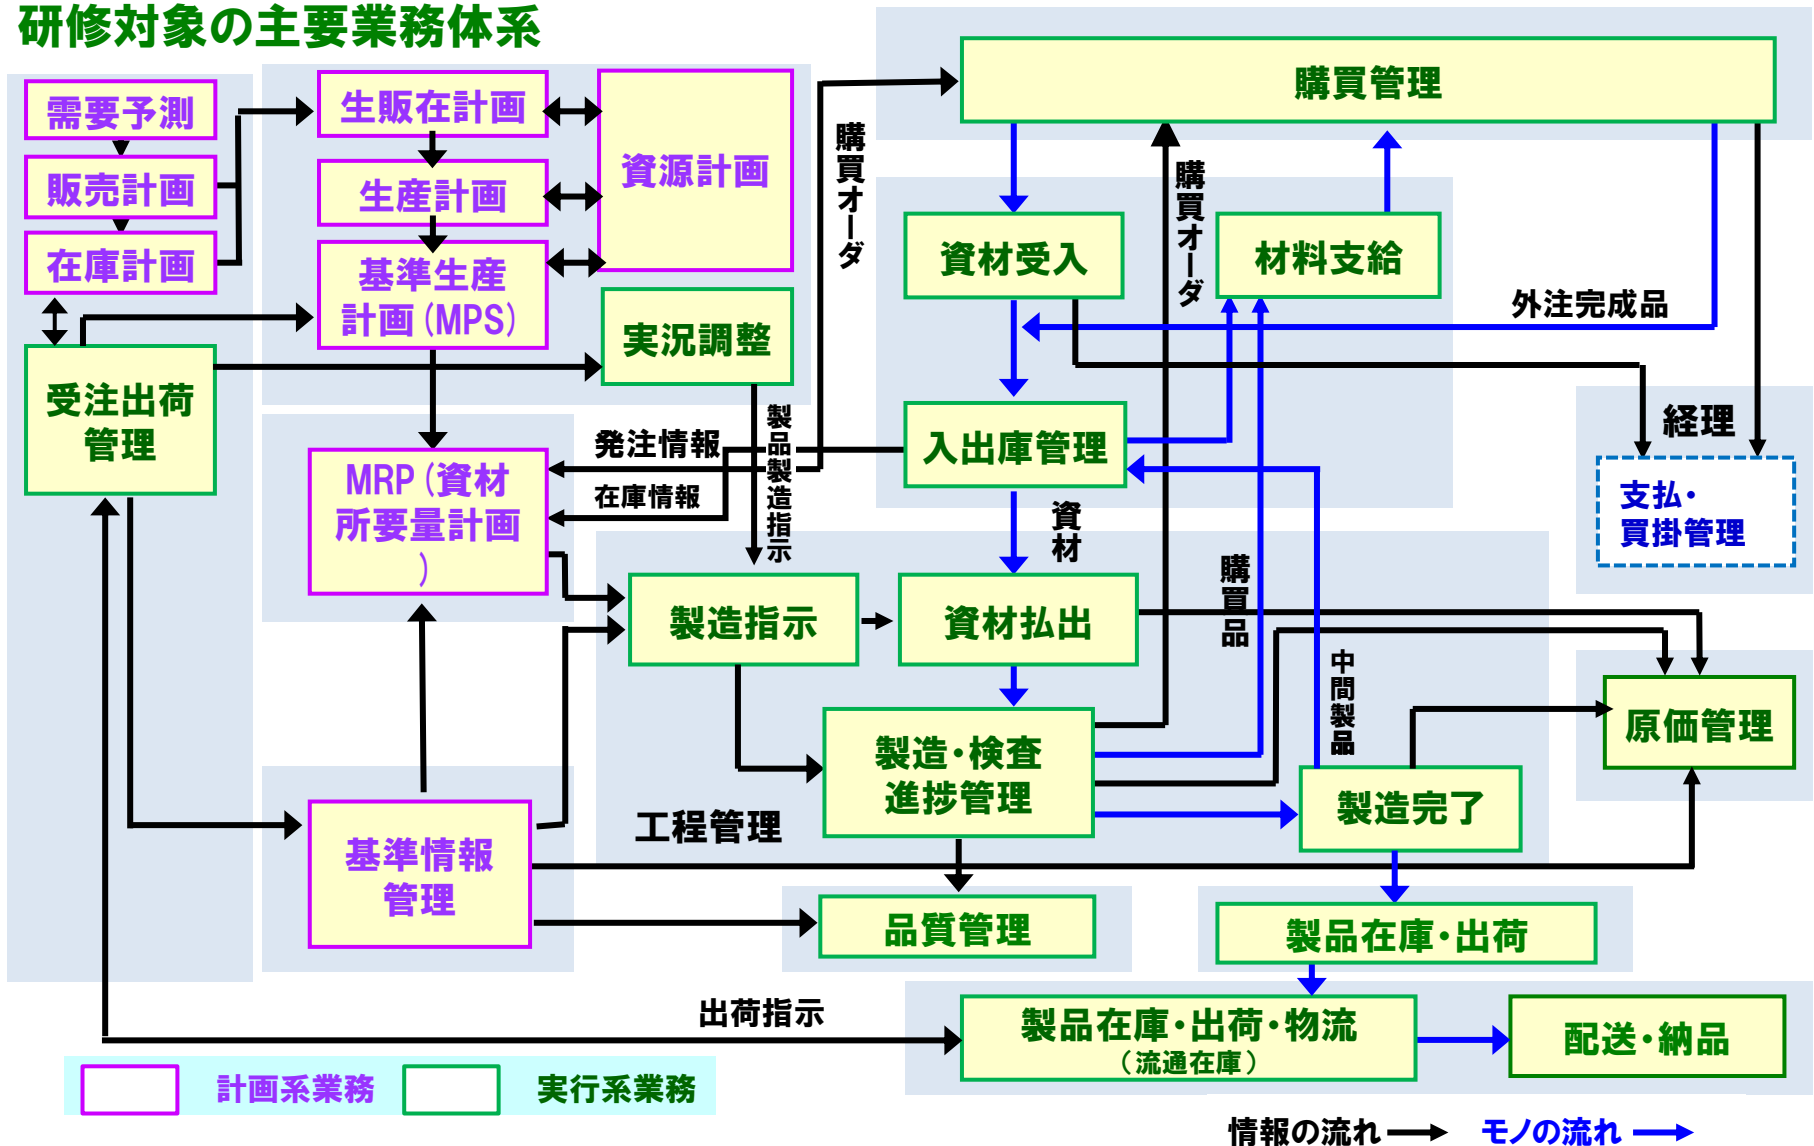 研修対象の主要業務体系
需要予測
販売計画
在庫計画
受注出荷
管理
生販在計画
生産計画
基準生産
計画(MPS)
資源計画
実況調整
購買オーダ
購買管理
購買オーダ
資材受入
材料支給
外注完成品
入出庫管理
経理
支払・
買掛管理
MRP(資材
所要量計画
)
発注情報
在庫情報
製品製造指示
資材
購買品
中間製品
製造指示
資材払出
製造・検査
進捗管理
製造完了
原価管理
工程管理
基準情報
管理
品質管理
製品在庫・出荷
出荷指示
製品在庫・出荷・物流
(流通在庫)
配送・納品
計画系業務
実行系業務
情報の流れ
モノの流れ